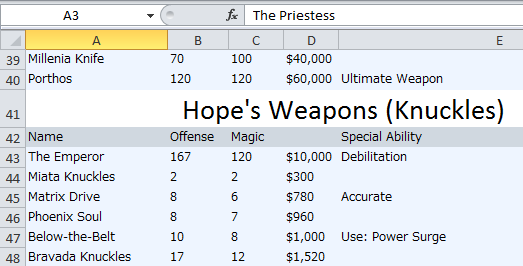 A3 fx The Priestess
A B C D E
39 Millenia Knife 70 100 $40,000
40 Porthos 120 120 $60,000 Ultimate Weapon
41 Hope's Weapons (Knuckles)
42 Name Offense Magic Special Ability
43 The Emperor 167 120 $10,000 Debilitation
44 Miata Knuckles 2 2 $300
45 Matrix Drive 8 6 $780 Accurate
46 Phoenix Soul 8 7 $960
47 Below-the-Belt 10 8 $1,000 Use: Power Surge
48 Bravada Knuckles 17 12 $1,520